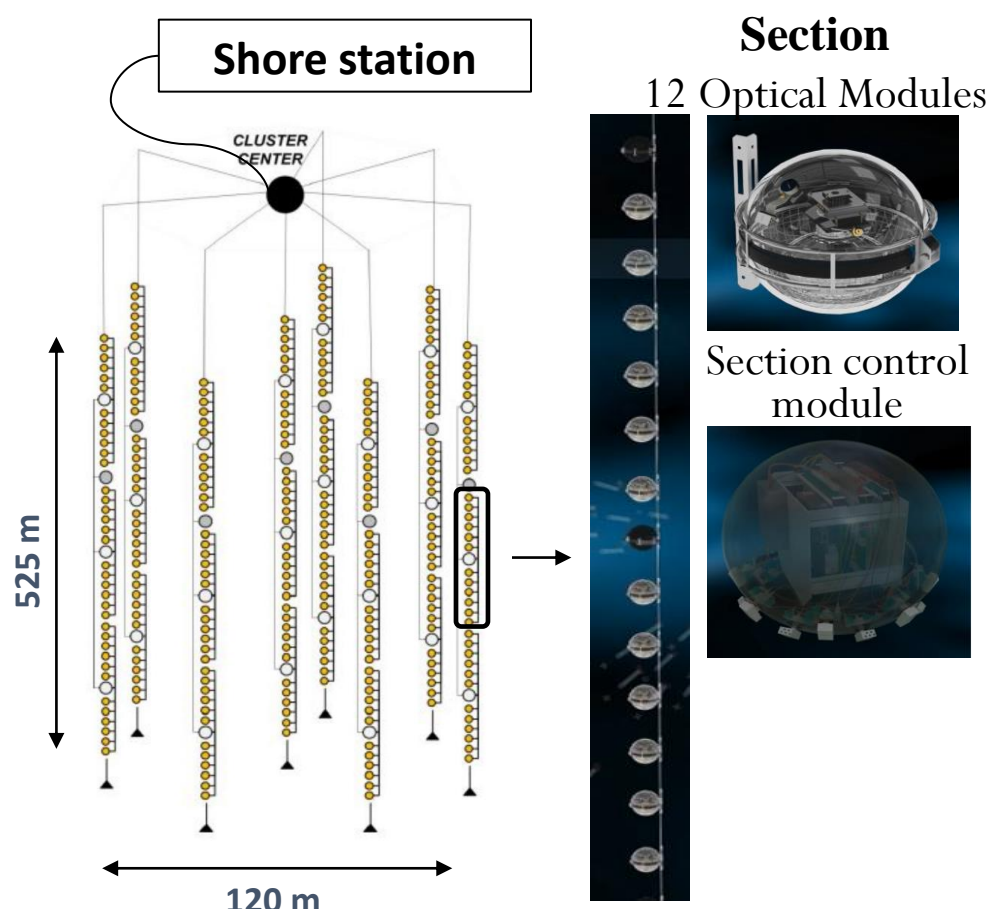 Shore station
CLUSTER
CENTER
525 m
120 m
Section
12 Optical Modules
Section control
module